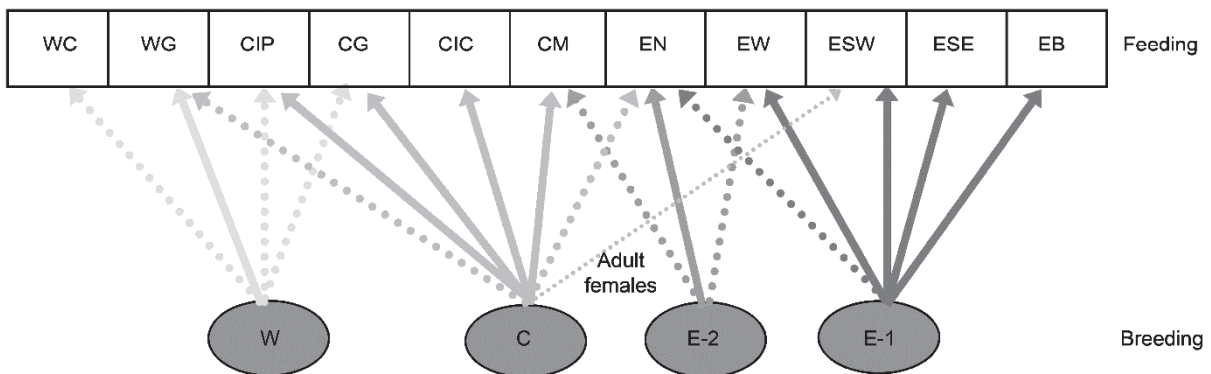 WC WG CIP CG CIC CM EN EW ESW ESE EB Feeding
Adult
females
W C E-2 E-1 Breeding